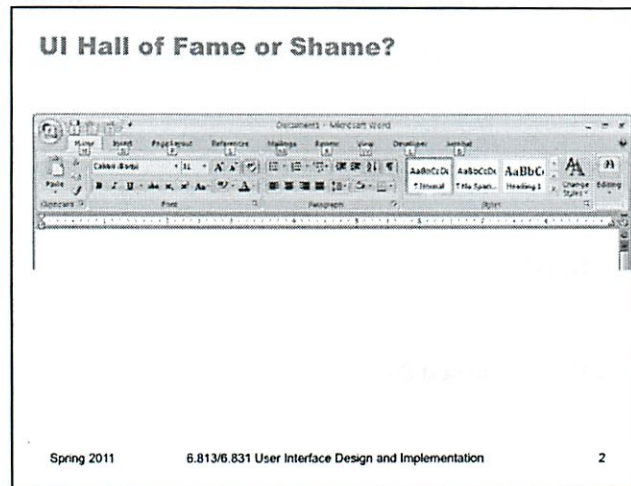 UI Hall of Fame or Shame?
Microsoft Word
Home Insert Page Layout References Mailings Review View Developer
Paste
B I U
AaBbCcDc AaBbCcDc AaBbC
Normal Heading 1
Change Styles
Editing
Clipboard Font Paragraph Styles
Spring 2011 6.813/6.831 User Interface Design and Implementation 2